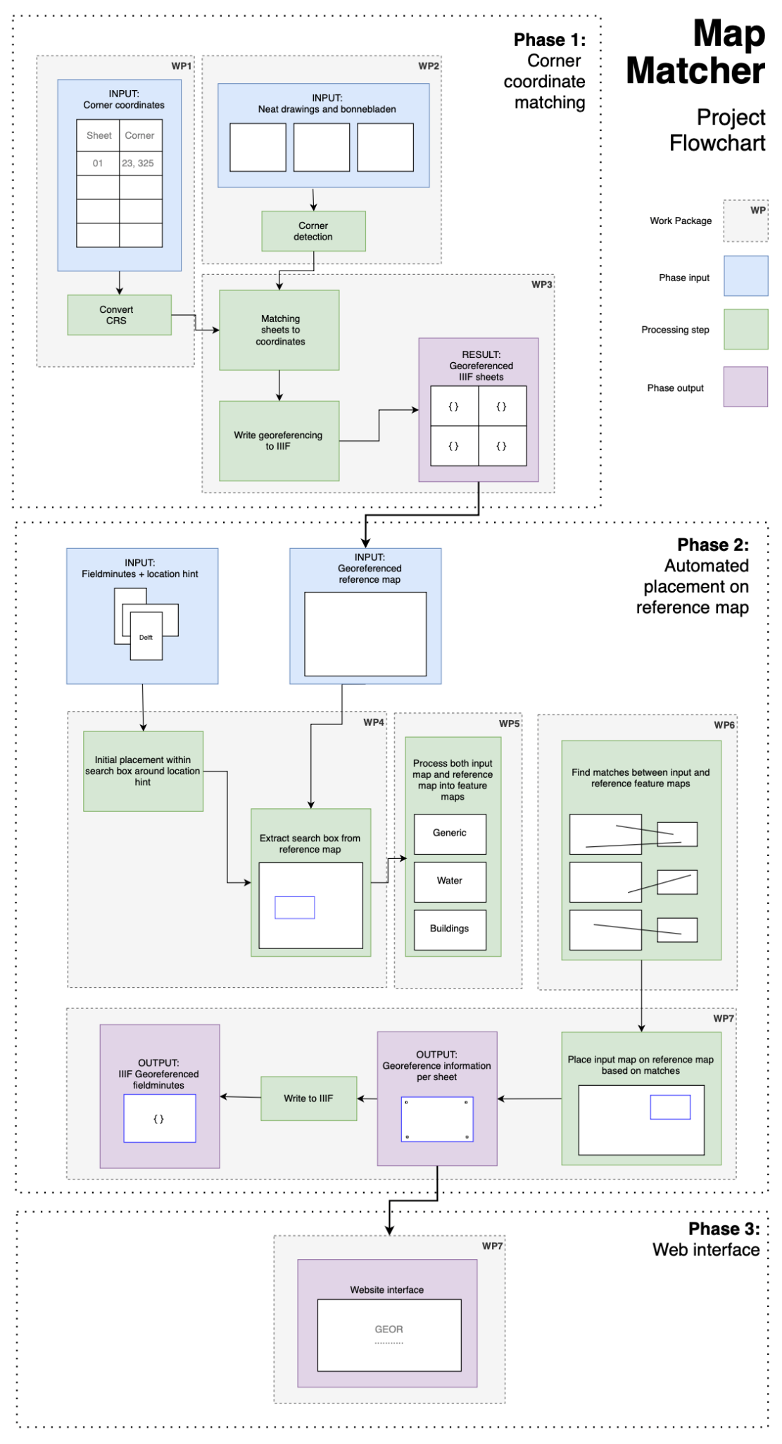 Map
Matcher
Project
Flowchart
WP
Work Package
Phase input
Processing step
Phase output
Phase 1:
Corner
coordinate
matching
WP1
INPUT:
Corner coordinates
Sheet Corner
01 23, 325
Convert
CRS
WP2
INPUT:
Neat drawings and bonnebladen
Corner
detection
WP3
Matching
sheets to
coordinates
Write georeferencing
to IIIF
RESULT:
Georeferenced
IIIF sheets
{ } { }
{ } { }
Phase 2:
Automated
placement on
reference map
INPUT:
Fieldminutes + location hint
Delft
INPUT:
Georeferenced
reference map
WP4
Initial placement within
search box around location
hint
Extract search box from
reference map
WP5
Process both input
map and reference
map into feature
maps
Generic
Water
Buildings
WP6
Find matches between input and
reference feature maps
WP7
Place input map on reference map
based on matches
OUTPUT:
Georeference information
per sheet
Write to IIIF
OUTPUT:
IIIF Georeferenced
fieldminutes
{ }
Phase 3:
Web interface
WP7
Website interface
GEOR
............